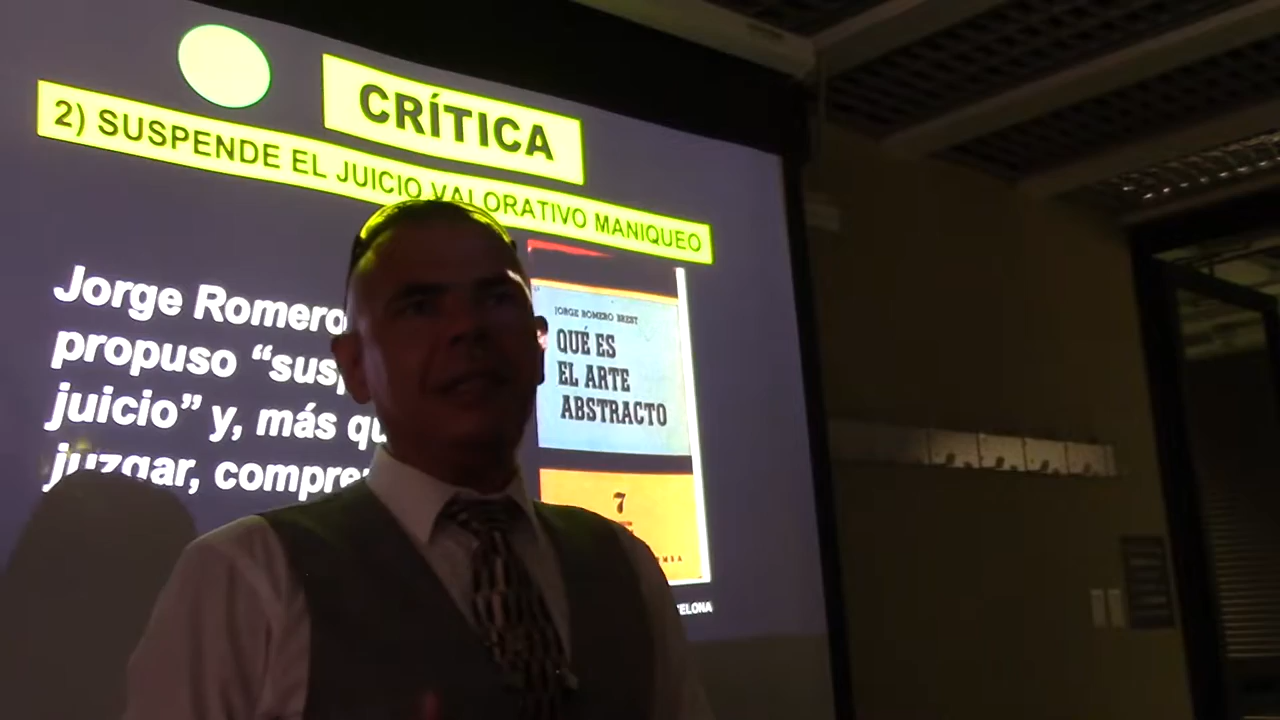 CRÍTICA
2) SUSPENDE EL JUICIO VALORATIVO MANIQUEO
Jorge Romero
propuso “sus
juicio” y, más qu
juzgar, compre
JORGE ROMERO BREST
QUÉ ES
EL ARTE
ABSTRACTO
7